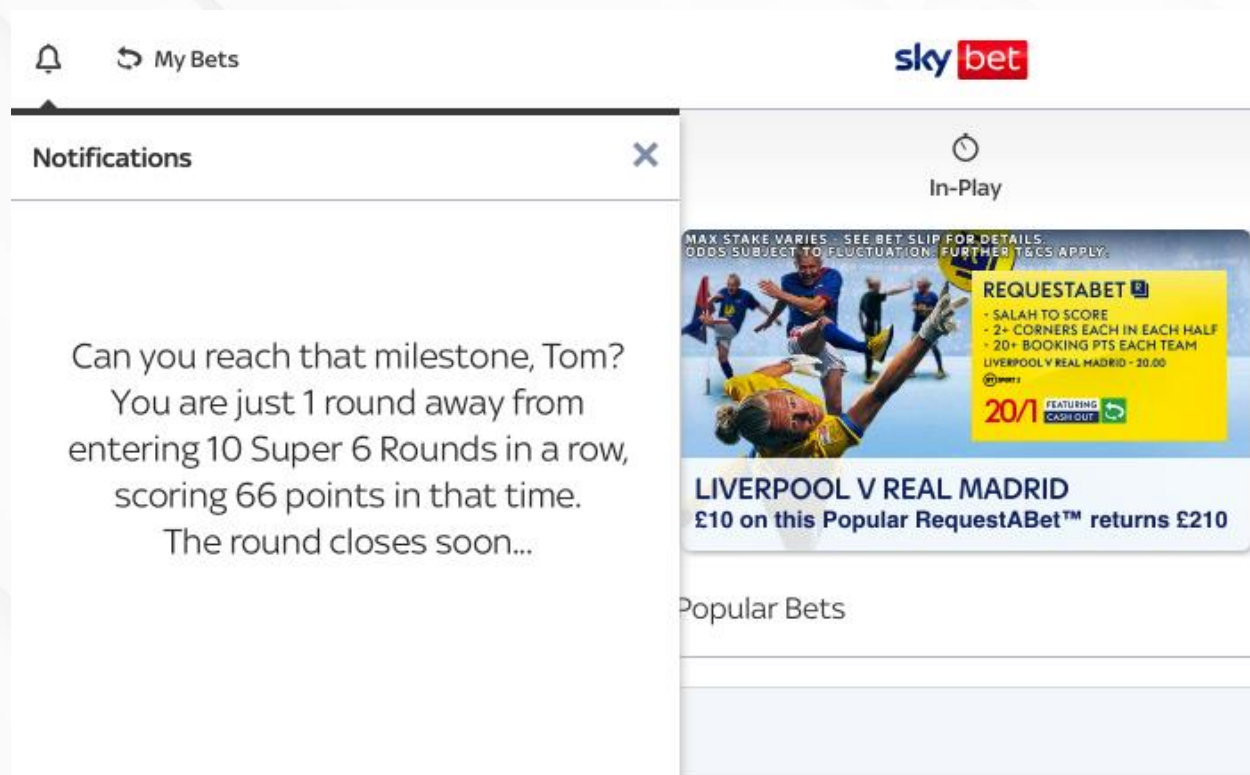 My Bets
sky bet
Notifications
In-Play
Can you reach that milestone, Tom?
You are just 1 round away from
entering 10 Super 6 Rounds in a row,
scoring 66 points in that time.
The round closes soon...
MAX STAKE VARIES - SEE BET SLIP FOR DETAILS.
ODDS SUBJECT TO FLUCTUATION. FURTHER T&CS APPLY.
REQUESTABET R
- SALAH TO SCORE
- 2+ CORNERS EACH IN EACH HALF
- 20+ BOOKING PTS EACH TEAM
LIVERPOOL V REAL MADRID - 20.00
BT SPORT 2
20/1 FEATURING
CASH OUT
LIVERPOOL V REAL MADRID
£10 on this Popular RequestABet™ returns £210
Popular Bets